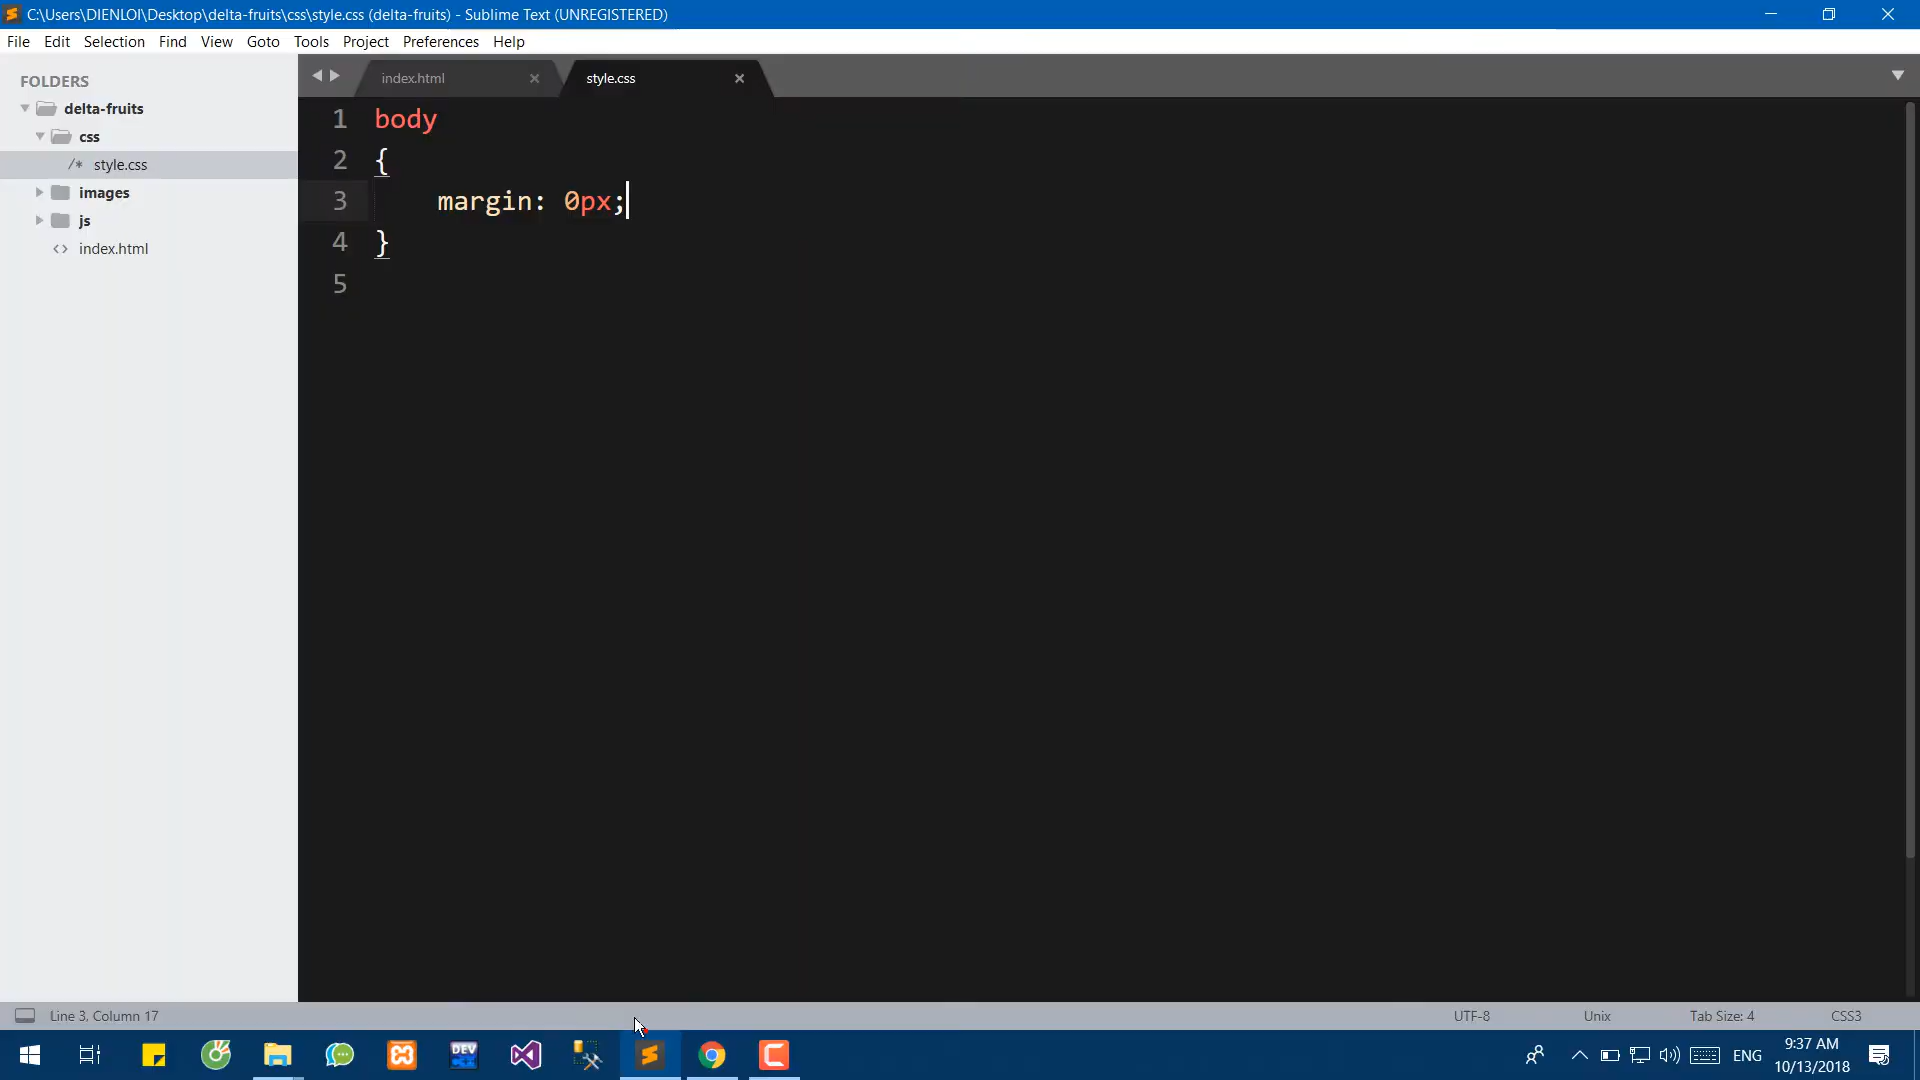 C:\Users\DIENLOI\Desktop\delta-fruits\css\style.css (delta-fruits) - Sublime Text (UNREGISTERED)
File Edit Selection Find View Goto Tools Project Preferences Help
FOLDERS
delta-fruits
css
/* style.css
images
js
<> index.html
index.html × style.css ×
1 body
2 {
3 margin: 0px;
4 }
5
Line 3, Column 17 UTF-8 Unix Tab Size: 4 CSS3
DEV
ENG
9:37 AM
10/13/2018